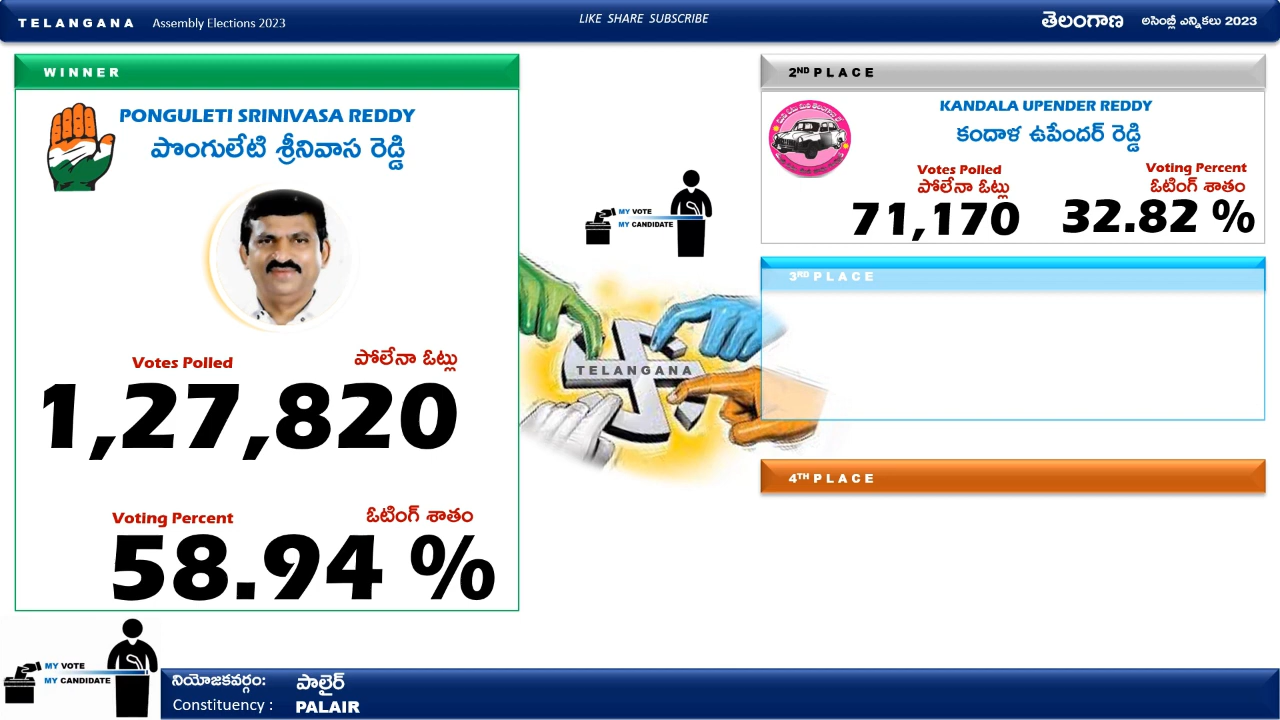 TELANGANA Assembly Elections 2023
LIKE SHARE SUBSCRIBE
తెలంగాణ అసెంబ్లీ ఎన్నికలు 2023
WINNER
PONGULETI SRINIVASA REDDY
పొంగులేటి శ్రీనివాస రెడ్డి
Votes Polled పోలేనా ఓట్లు
1,27,820
Voting Percent ఓటింగ్ శాతం
58.94 %
MY VOTE
MY CANDIDATE
TELANGANA
2ND PLACE
KANDALA UPENDER REDDY
కందాళ ఉపేందర్ రెడ్డి
Votes Polled Voting Percent
పోలేనా ఓట్లు ఓటింగ్ శాతం
71,170 32.82 %
3RD PLACE
4TH PLACE
MY VOTE
MY CANDIDATE
నియోజకవర్గం: పాలైర్
Constituency : PALAIR